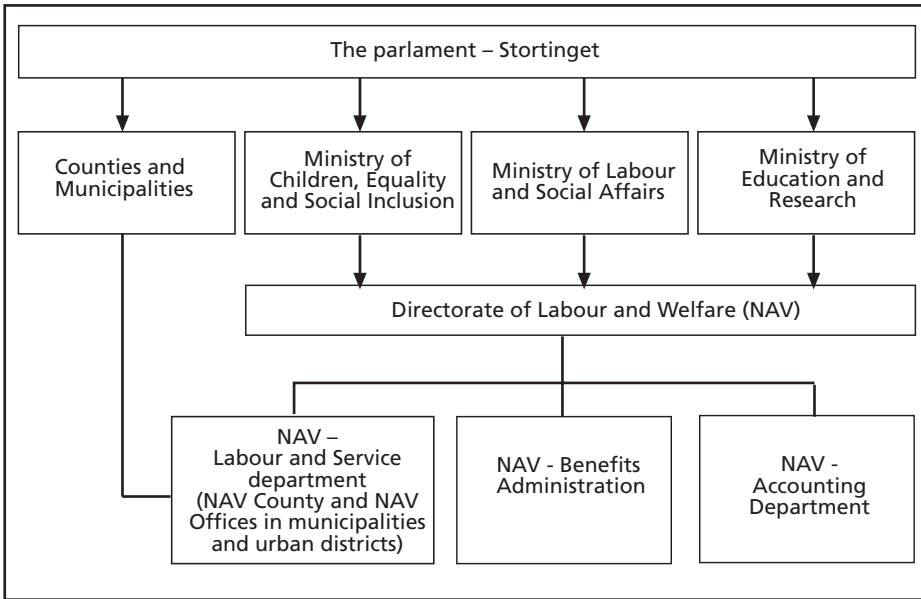 The parlament – Stortinget
Counties and
Municipalities
Ministry of
Children, Equality
and Social Inclusion
Ministry of Labour
and Social Affairs
Ministry of
Education and
Research
Directorate of Labour and Welfare (NAV)
NAV –
Labour and Service
department
(NAV County and NAV
Offices in municipalities
and urban districts)
NAV - Benefits
Administration
NAV -
Accounting
Department